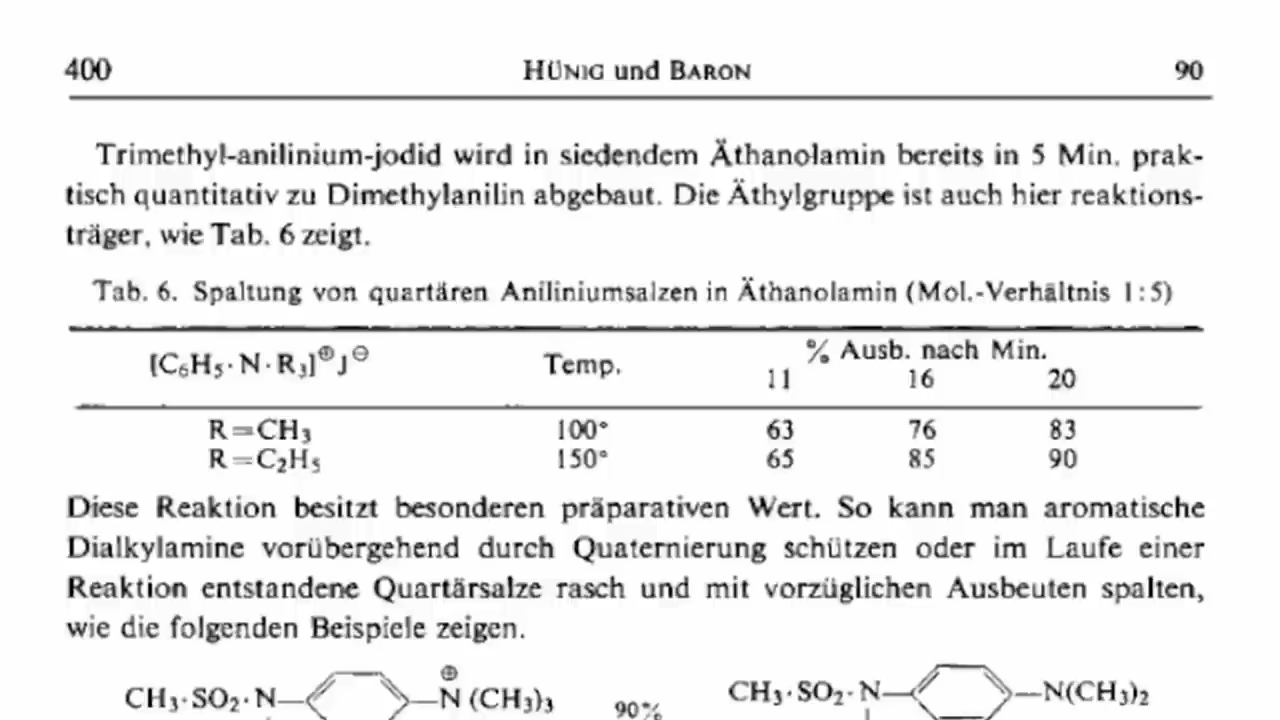 400 HÜNIG und BARON 90
Trimethyl-anilinium-jodid wird in siedendem Äthanolamin bereits in 5 Min. prak-
tisch quantitativ zu Dimethylanilin abgebaut. Die Äthylgruppe ist auch hier reaktions-
träger, wie Tab. 6 zeigt.
Tab. 6. Spaltung von quartären Aniliniumsalzen in Äthanolamin (Mol.-Verhältnis 1:5)
[C₆H₅·N·R₃]⊕J⊖ Temp. % Ausb. nach Min.
11 16 20
R=CH₃ 100° 63 76 83
R=C₂H₅ 150° 65 85 90
Diese Reaktion besitzt besonderen präparativen Wert. So kann man aromatische
Dialkylamine vorübergehend durch Quaternierung schützen oder im Laufe einer
Reaktion entstandene Quartärsalze rasch und mit vorzüglichen Ausbeuten spalten,
wie die folgenden Beispiele zeigen.
⊕
CH₃·SO₂·N— —N(CH₃)₃ 90% CH₃·SO₂·N— —N(CH₃)₂